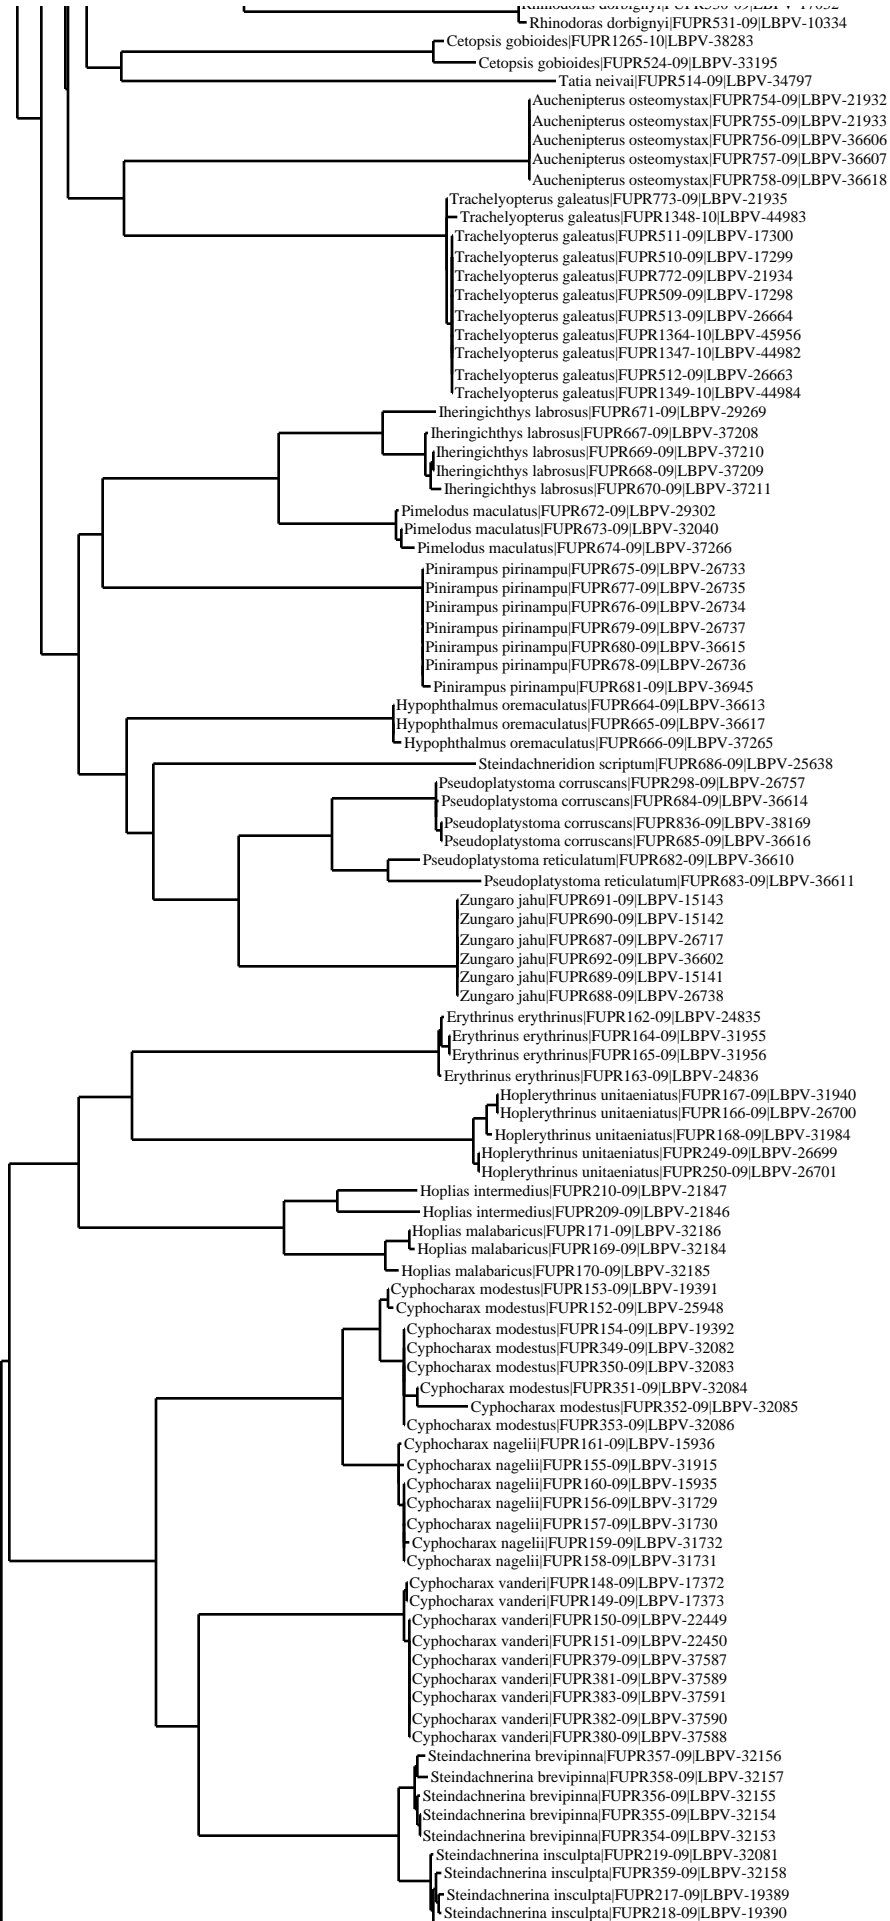 Rhinodoras dorbignyi|FUPR530-09|LBPV-17632
Rhinodoras dorbignyi|FUPR531-09|LBPV-10334
Cetopsis gobioides|FUPR1265-10|LBPV-38283
Cetopsis gobioides|FUPR524-09|LBPV-33195
Tatia neivai|FUPR514-09|LBPV-34797
Auchenipterus osteomystax|FUPR754-09|LBPV-21932
Auchenipterus osteomystax|FUPR755-09|LBPV-21933
Auchenipterus osteomystax|FUPR756-09|LBPV-36606
Auchenipterus osteomystax|FUPR757-09|LBPV-36607
Auchenipterus osteomystax|FUPR758-09|LBPV-36618
Trachelyopterus galeatus|FUPR773-09|LBPV-21935
Trachelyopterus galeatus|FUPR1348-10|LBPV-44983
Trachelyopterus galeatus|FUPR511-09|LBPV-17300
Trachelyopterus galeatus|FUPR510-09|LBPV-17299
Trachelyopterus galeatus|FUPR772-09|LBPV-21934
Trachelyopterus galeatus|FUPR509-09|LBPV-17298
Trachelyopterus galeatus|FUPR513-09|LBPV-26664
Trachelyopterus galeatus|FUPR1364-10|LBPV-45956
Trachelyopterus galeatus|FUPR1347-10|LBPV-44982
Trachelyopterus galeatus|FUPR512-09|LBPV-26663
Trachelyopterus galeatus|FUPR1349-10|LBPV-44984
Iheringichthys labrosus|FUPR671-09|LBPV-29269
Iheringichthys labrosus|FUPR667-09|LBPV-37208
Iheringichthys labrosus|FUPR669-09|LBPV-37210
Iheringichthys labrosus|FUPR668-09|LBPV-37209
Iheringichthys labrosus|FUPR670-09|LBPV-37211
Pimelodus maculatus|FUPR672-09|LBPV-29302
Pimelodus maculatus|FUPR673-09|LBPV-32040
Pimelodus maculatus|FUPR674-09|LBPV-37266
Pinirampus pirinampu|FUPR675-09|LBPV-26733
Pinirampus pirinampu|FUPR677-09|LBPV-26735
Pinirampus pirinampu|FUPR676-09|LBPV-26734
Pinirampus pirinampu|FUPR679-09|LBPV-26737
Pinirampus pirinampu|FUPR680-09|LBPV-36615
Pinirampus pirinampu|FUPR678-09|LBPV-26736
Pinirampus pirinampu|FUPR681-09|LBPV-36945
Hypophthalmus oremaculatus|FUPR664-09|LBPV-36613
Hypophthalmus oremaculatus|FUPR665-09|LBPV-36617
Hypophthalmus oremaculatus|FUPR666-09|LBPV-37265
Steindachneridion scriptum|FUPR686-09|LBPV-25638
Pseudoplatystoma corruscans|FUPR298-09|LBPV-26757
Pseudoplatystoma corruscans|FUPR684-09|LBPV-36614
Pseudoplatystoma corruscans|FUPR836-09|LBPV-38169
Pseudoplatystoma corruscans|FUPR685-09|LBPV-36616
Pseudoplatystoma reticulatum|FUPR682-09|LBPV-36610
Pseudoplatystoma reticulatum|FUPR683-09|LBPV-36611
Zungaro jahu|FUPR691-09|LBPV-15143
Zungaro jahu|FUPR690-09|LBPV-15142
Zungaro jahu|FUPR687-09|LBPV-26717
Zungaro jahu|FUPR692-09|LBPV-36602
Zungaro jahu|FUPR689-09|LBPV-15141
Zungaro jahu|FUPR688-09|LBPV-26738
Erythrinus erythrinus|FUPR162-09|LBPV-24835
Erythrinus erythrinus|FUPR164-09|LBPV-31955
Erythrinus erythrinus|FUPR165-09|LBPV-31956
Erythrinus erythrinus|FUPR163-09|LBPV-24836
Hoplerythrinus unitaeniatus|FUPR167-09|LBPV-31940
Hoplerythrinus unitaeniatus|FUPR166-09|LBPV-26700
Hoplerythrinus unitaeniatus|FUPR168-09|LBPV-31984
Hoplerythrinus unitaeniatus|FUPR249-09|LBPV-26699
Hoplerythrinus unitaeniatus|FUPR250-09|LBPV-26701
Hoplias intermedius|FUPR210-09|LBPV-21847
Hoplias intermedius|FUPR209-09|LBPV-21846
Hoplias malabaricus|FUPR171-09|LBPV-32186
Hoplias malabaricus|FUPR169-09|LBPV-32184
Hoplias malabaricus|FUPR170-09|LBPV-32185
Cyphocharax modestus|FUPR153-09|LBPV-19391
Cyphocharax modestus|FUPR152-09|LBPV-25948
Cyphocharax modestus|FUPR154-09|LBPV-19392
Cyphocharax modestus|FUPR349-09|LBPV-32082
Cyphocharax modestus|FUPR350-09|LBPV-32083
Cyphocharax modestus|FUPR351-09|LBPV-32084
Cyphocharax modestus|FUPR352-09|LBPV-32085
Cyphocharax modestus|FUPR353-09|LBPV-32086
Cyphocharax nagelii|FUPR161-09|LBPV-15936
Cyphocharax nagelii|FUPR155-09|LBPV-31915
Cyphocharax nagelii|FUPR160-09|LBPV-15935
Cyphocharax nagelii|FUPR156-09|LBPV-31729
Cyphocharax nagelii|FUPR157-09|LBPV-31730
Cyphocharax nagelii|FUPR159-09|LBPV-31732
Cyphocharax nagelii|FUPR158-09|LBPV-31731
Cyphocharax vanderi|FUPR148-09|LBPV-17372
Cyphocharax vanderi|FUPR149-09|LBPV-17373
Cyphocharax vanderi|FUPR150-09|LBPV-22449
Cyphocharax vanderi|FUPR151-09|LBPV-22450
Cyphocharax vanderi|FUPR379-09|LBPV-37587
Cyphocharax vanderi|FUPR381-09|LBPV-37589
Cyphocharax vanderi|FUPR383-09|LBPV-37591
Cyphocharax vanderi|FUPR382-09|LBPV-37590
Cyphocharax vanderi|FUPR380-09|LBPV-37588
Steindachnerina brevipinna|FUPR357-09|LBPV-32156
Steindachnerina brevipinna|FUPR358-09|LBPV-32157
Steindachnerina brevipinna|FUPR356-09|LBPV-32155
Steindachnerina brevipinna|FUPR355-09|LBPV-32154
Steindachnerina brevipinna|FUPR354-09|LBPV-32153
Steindachnerina insculpta|FUPR219-09|LBPV-32081
Steindachnerina insculpta|FUPR359-09|LBPV-32158
Steindachnerina insculpta|FUPR217-09|LBPV-19389
Steindachnerina insculpta|FUPR218-09|LBPV-19390